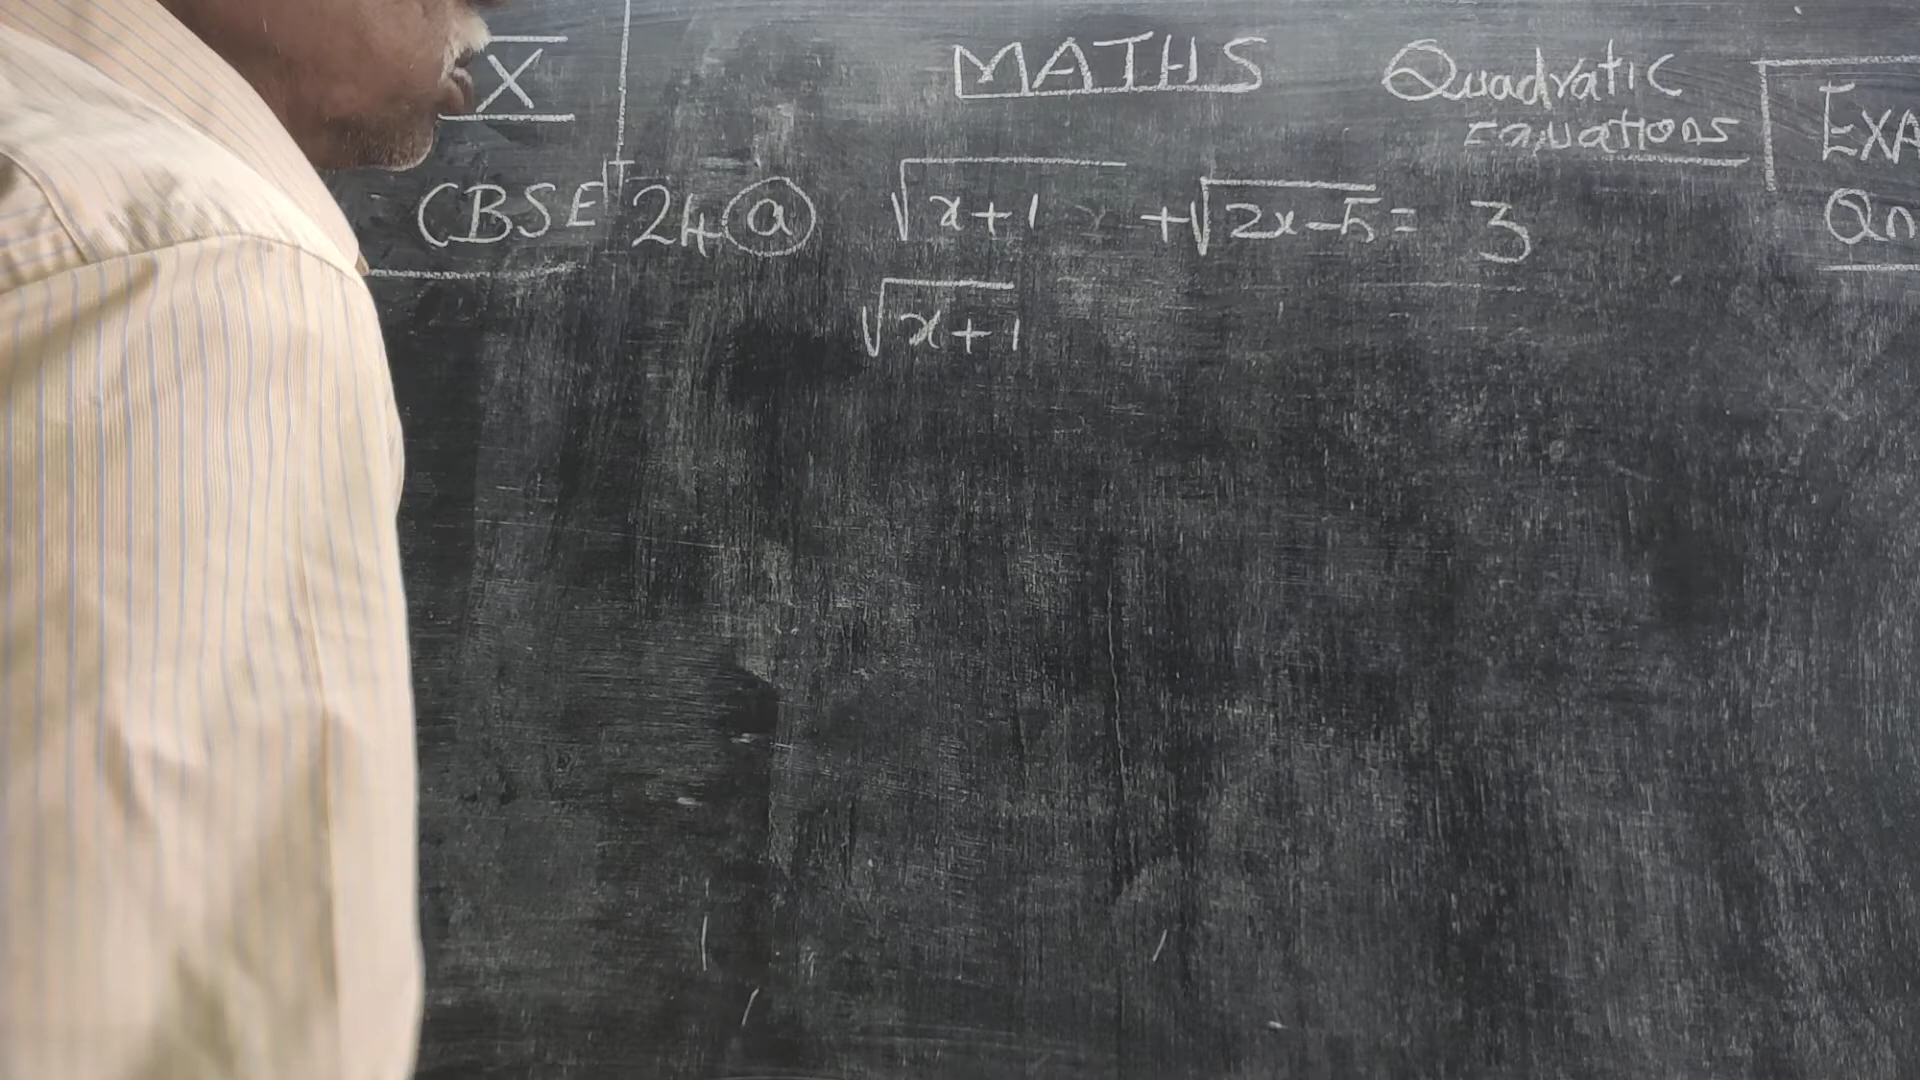 X MATHS Quadratic
Equations
EXA
Qn
CBSE 24 (a) √x+1 +√2x-5 = 3
√x+1